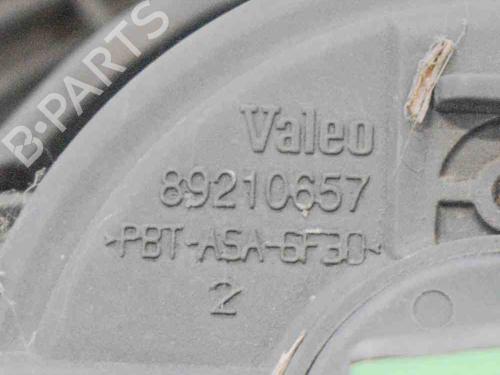 B-PARTS
Valeo
89210657
>PBT-ASA-GF30<
2